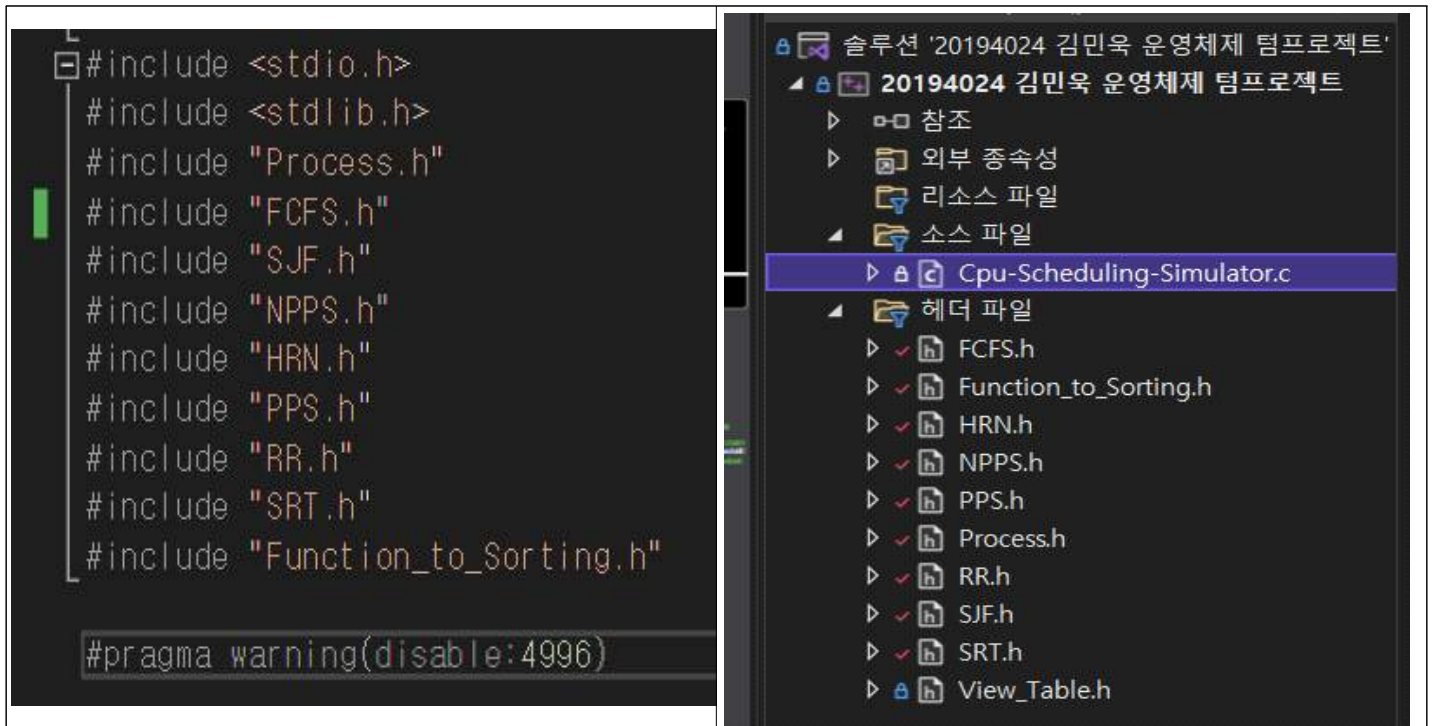 #include <stdio.h>
#include <stdlib.h>
#include "Process.h"
#include "FCFS.h"
#include "SJF.h"
#include "NPPS.h"
#include "HRN.h"
#include "PPS.h"
#include "RR.h"
#include "SRT.h"
#include "Function_to_Sorting.h"
#pragma warning(disable:4996)
솔루션 '20194024 김민욱 운영체제 텀프로젝트'
20194024 김민욱 운영체제 텀프로젝트
참조
외부 종속성
리소스 파일
소스 파일
Cpu-Scheduling-Simulator.c
헤더 파일
FCFS.h
Function_to_Sorting.h
HRN.h
NPPS.h
PPS.h
Process.h
RR.h
SJF.h
SRT.h
View_Table.h